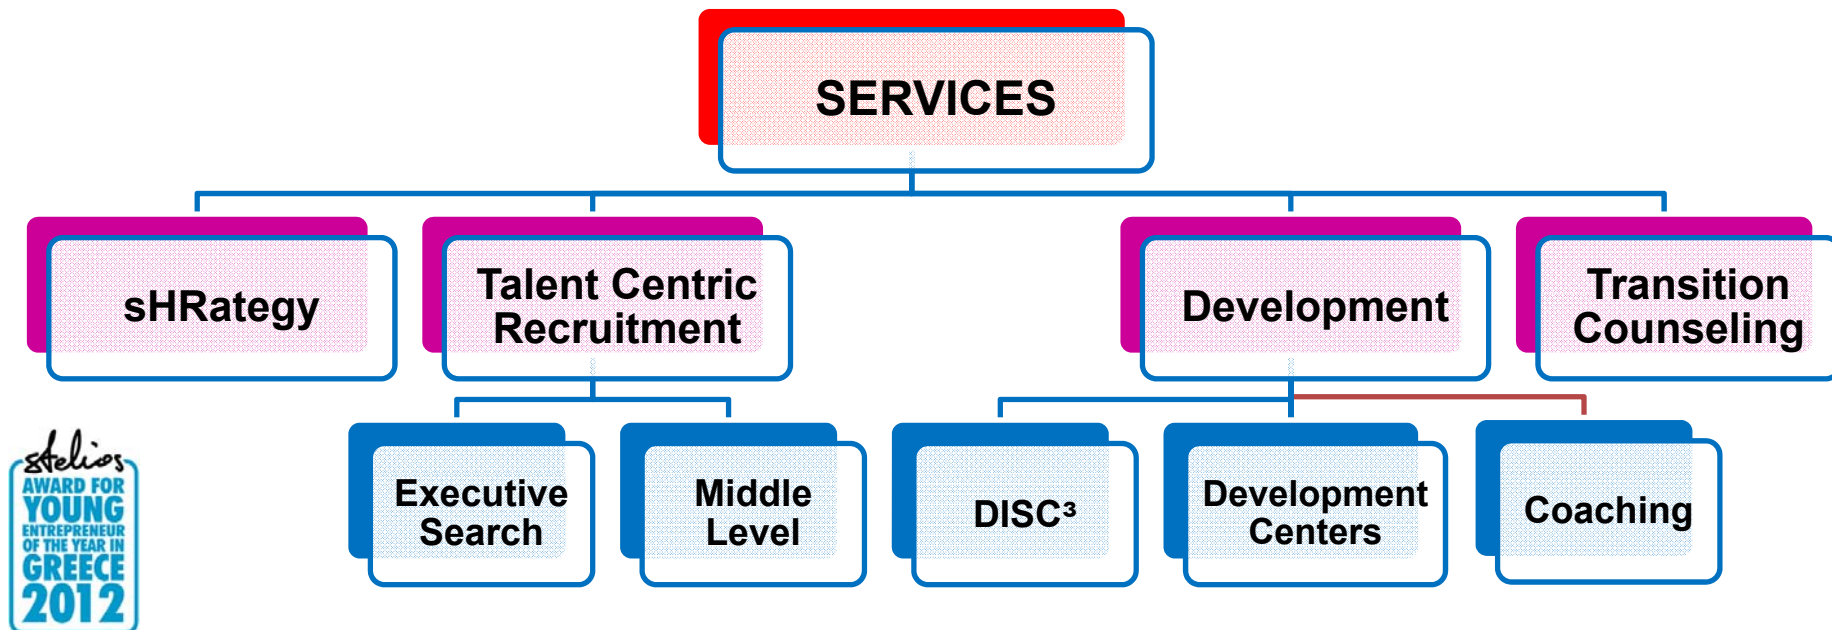 SERVICES
sHRategy
Talent Centric
Recruitment
Development
Transition
Counseling
Executive
Search
Middle
Level
DISC³
Development
Centers
Coaching
stelios
AWARD FOR
YOUNG
ENTREPRENEUR
OF THE YEAR IN
GREECE
2012